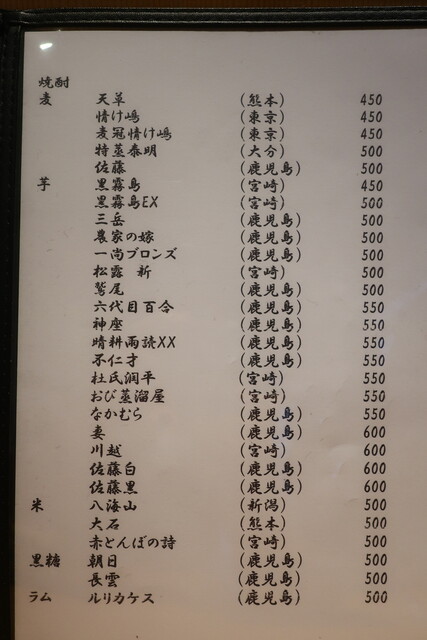 焼酎
麦 天草 (熊本) 450
情け嶋 (東京) 450
麦冠情け嶋 (東京) 450
特蒸泰明 (大分) 500
佐藤 (鹿児島) 500
芋 黒霧島 (宮崎) 450
黒霧島EX (宮崎) 500
三岳 (鹿児島) 500
農家の嫁 (鹿児島) 500
一尚ブロンズ (鹿児島) 500
松露 新 (宮崎) 500
鷲尾 (鹿児島) 500
六代目百合 (鹿児島) 550
神座 (鹿児島) 550
晴耕雨読XX (鹿児島) 550
不仁才 (鹿児島) 550
杜氏潤平 (宮崎) 550
おび蒸溜屋 (宮崎) 550
なかむら (鹿児島) 550
妻 (鹿児島) 600
川越 (宮崎) 600
佐藤白 (鹿児島) 600
佐藤黒 (鹿児島) 600
米 八海山 (新潟) 500
大石 (熊本) 500
赤とんぼの詩 (宮崎) 500
黒糖 朝日 (鹿児島) 500
長雲 (鹿児島) 500
ラム ルリカケス (鹿児島) 500